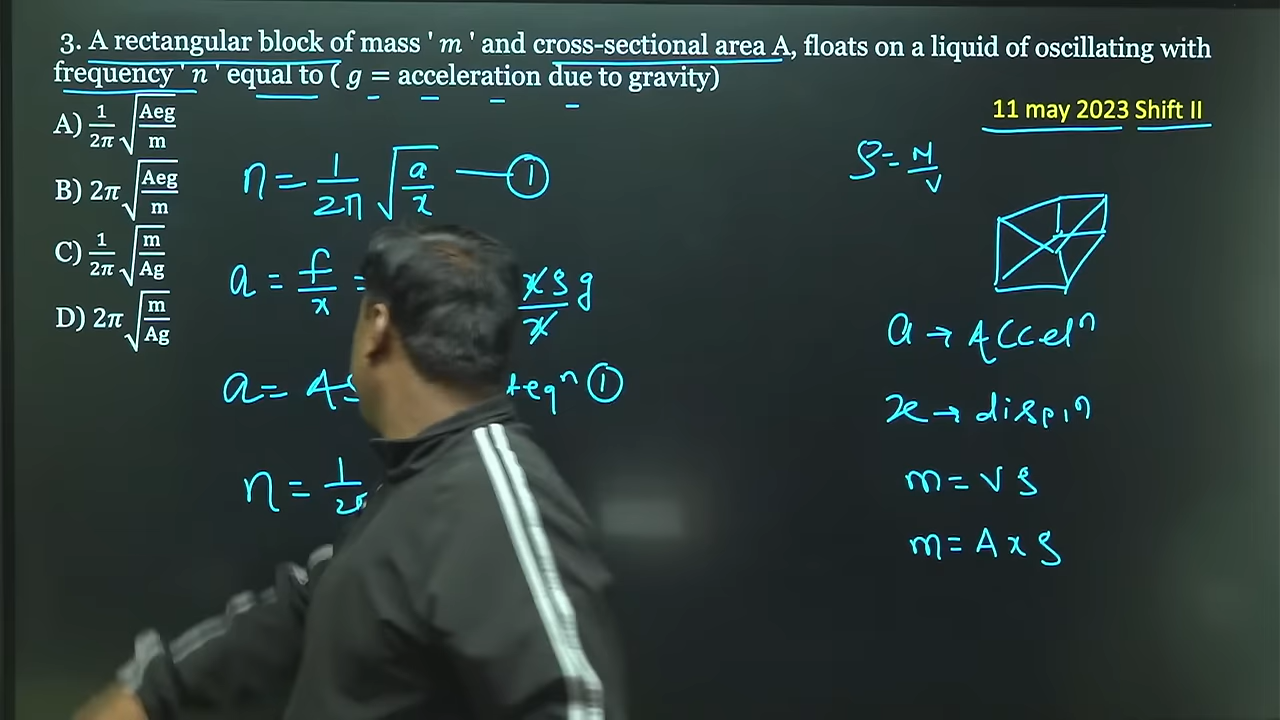 3. A rectangular block of mass ' m ' and cross-sectional area A, floats on a liquid of oscillating with
frequency ' n ' equal to ( g = acceleration due to gravity)
11 may 2023 Shift II
A) 1/2π √(Aeg/m)
B) 2π √(Aeg/m)
C) 1/2π √(m/Ag)
D) 2π √(m/Ag)
n = 1/2π √(a/x) — ①
a = f/x =
xρg/x
a = Aρ
eqⁿ ①
n = 1/2π
ρ = M/V
a → Accelⁿ
x → displⁿ
m = Vρ
m = A x ρ